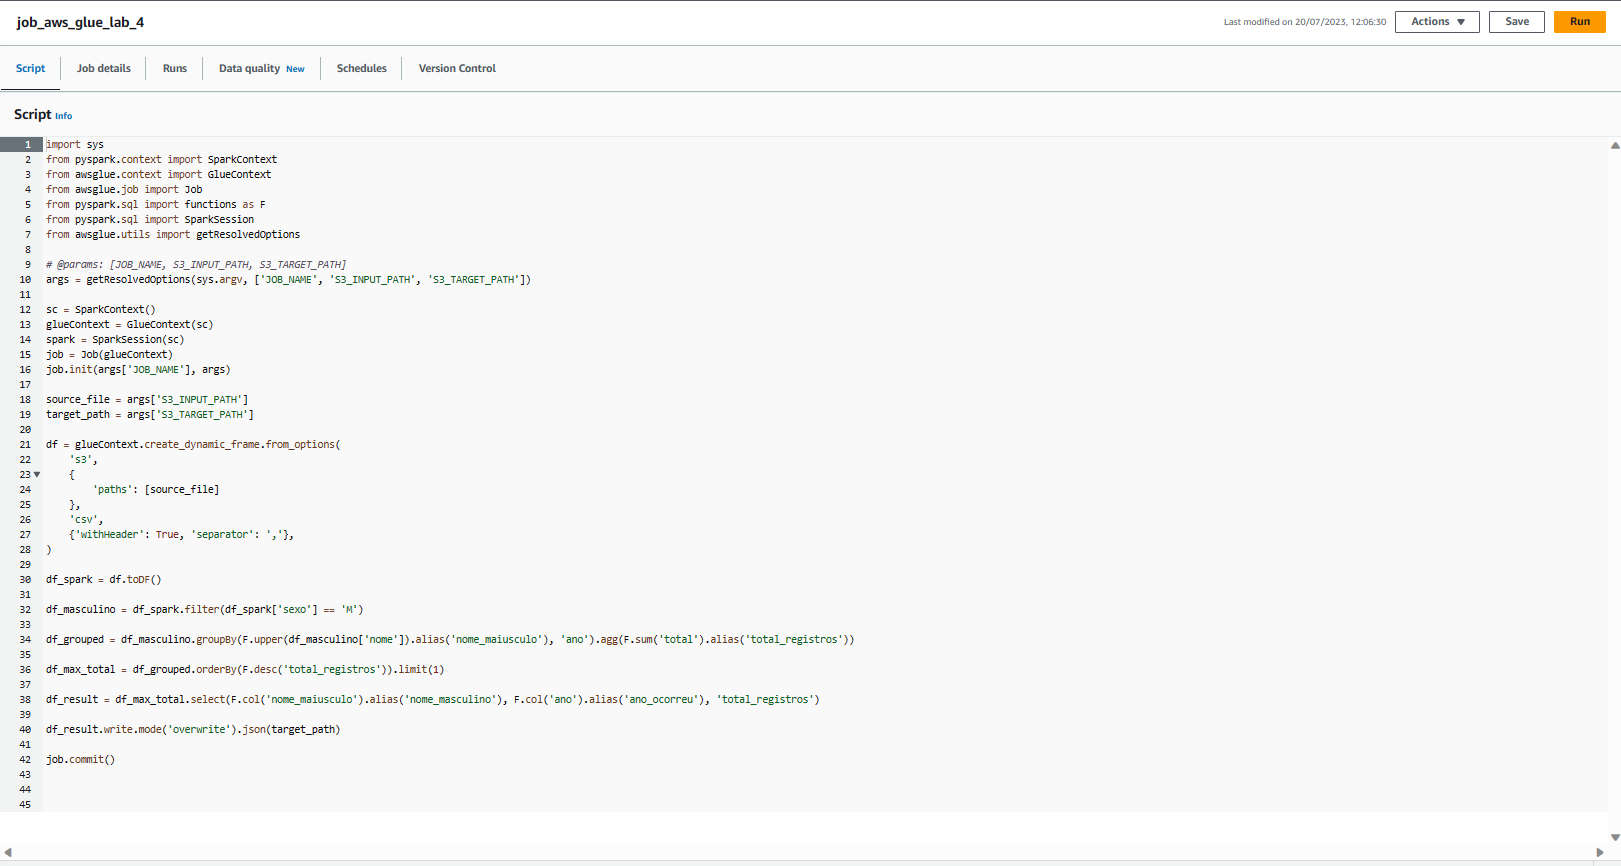 job_aws_glue_lab_4
Last modified on 20/07/2023, 12:06:30
Actions ▼
Save
Run
Script
Job details
Runs
Data quality New
Schedules
Version Control
Script Info
1 import sys
2 from pyspark.context import SparkContext
3 from awsglue.context import GlueContext
4 from awsglue.job import Job
5 from pyspark.sql import functions as F
6 from pyspark.sql import SparkSession
7 from awsglue.utils import getResolvedOptions
8
9 # @params: [JOB_NAME, S3_INPUT_PATH, S3_TARGET_PATH]
10 args = getResolvedOptions(sys.argv, ['JOB_NAME', 'S3_INPUT_PATH', 'S3_TARGET_PATH'])
11
12 sc = SparkContext()
13 glueContext = GlueContext(sc)
14 spark = SparkSession(sc)
15 job = Job(glueContext)
16 job.init(args['JOB_NAME'], args)
17
18 source_file = args['S3_INPUT_PATH']
19 target_path = args['S3_TARGET_PATH']
20
21 df = glueContext.create_dynamic_frame.from_options(
22     's3',
23 ▼     {
24         'paths': [source_file]
25     },
26     'csv',
27     {'withHeader': True, 'separator': ','},
28 )
29
30 df_spark = df.toDF()
31
32 df_masculino = df_spark.filter(df_spark['sexo'] == 'M')
33
34 df_grouped = df_masculino.groupBy(F.upper(df_masculino['nome']).alias('nome_maiusculo'), 'ano').agg(F.sum('total').alias('total_registros'))
35
36 df_max_total = df_grouped.orderBy(F.desc('total_registros')).limit(1)
37
38 df_result = df_max_total.select(F.col('nome_maiusculo').alias('nome_masculino'), F.col('ano').alias('ano_ocorreu'), 'total_registros')
39
40 df_result.write.mode('overwrite').json(target_path)
41
42 job.commit()
43
44
45